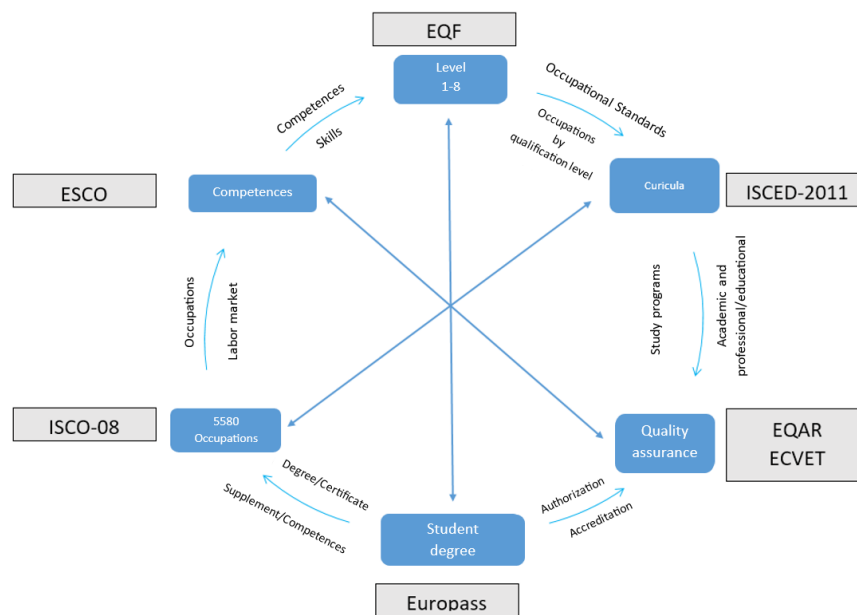 EQF
Level
1-8
Competences
Skills
Occupational Standards
Occupations
by
qualification level
ESCO
Competences
Curicula
ISCED-2011
Occupations
Labor market
Study programs
Academic and
professional/educational
ISCO-08
5580
Occupations
Quality
assurance
EQAR
ECVET
Degree/Certificate
Supplement/Competences
Authorization
Accreditation
Student
degree
Europass